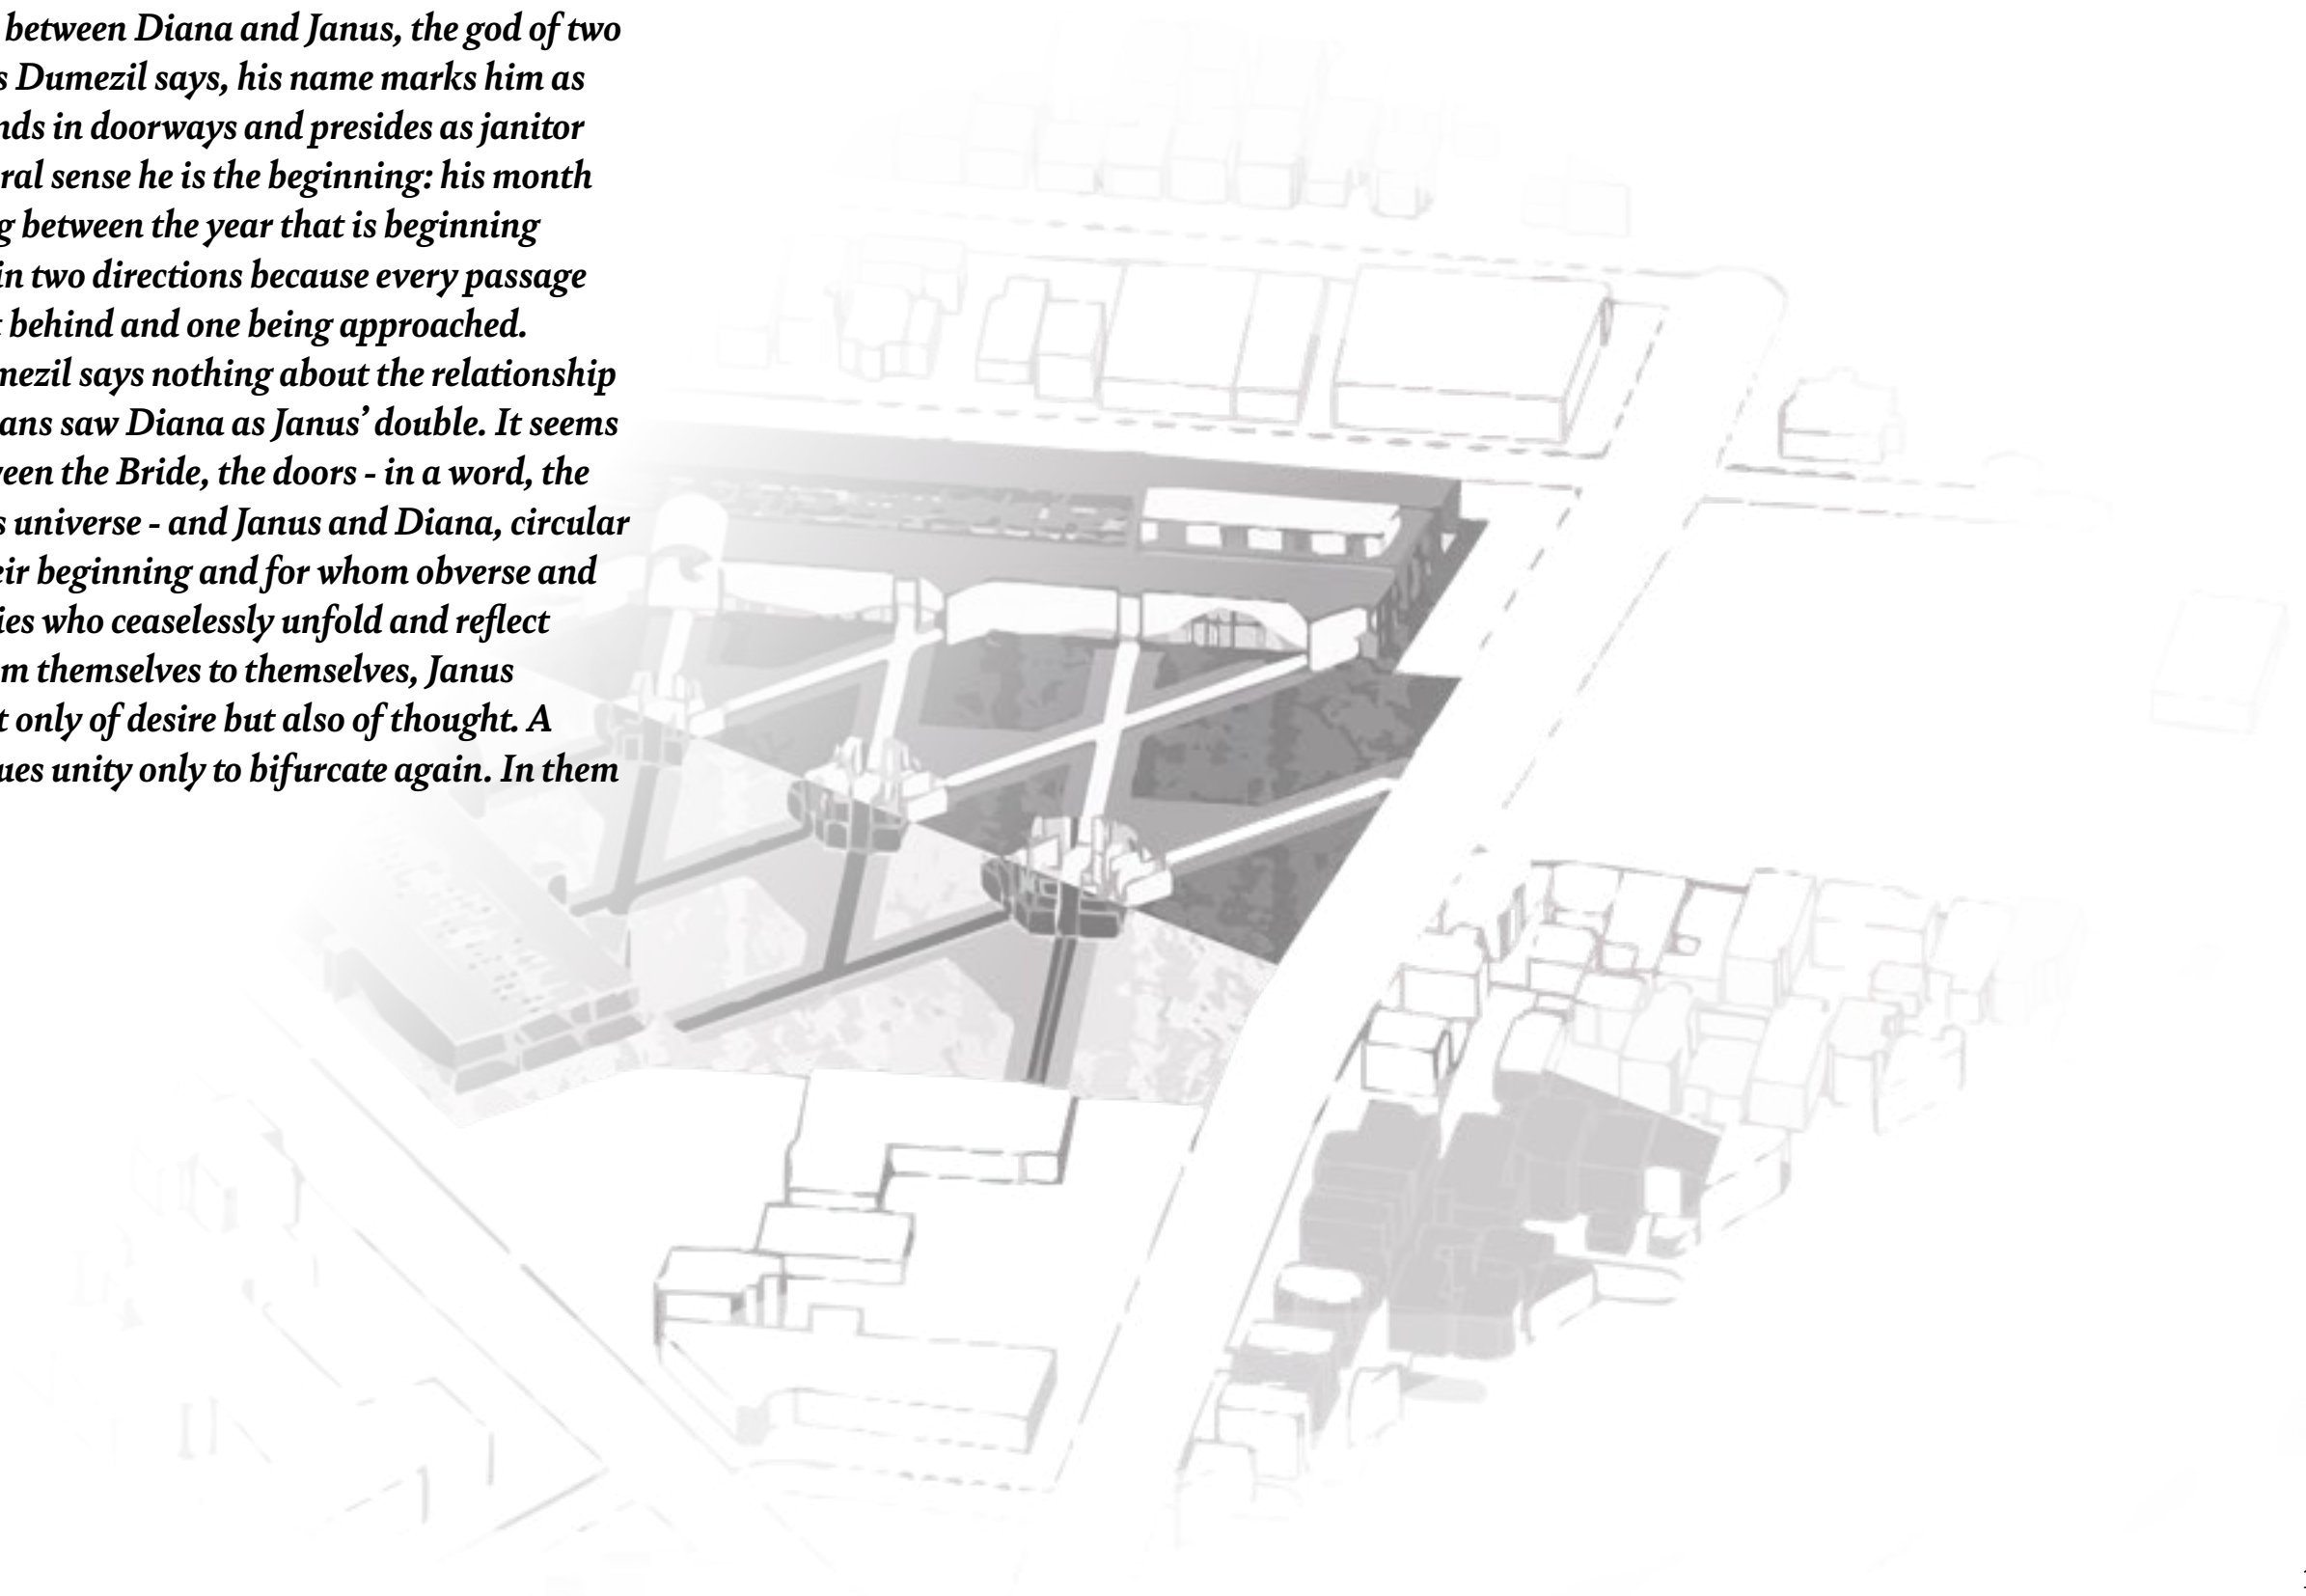 between Diana and Janus, the god of two
s Dumezil says, his name marks him as
nds in doorways and presides as janitor
ral sense he is the beginning: his month
g between the year that is beginning
in two directions because every passage
t behind and one being approached.
mezil says nothing about the relationship
ans saw Diana as Janus’ double. It seems
ween the Bride, the doors - in a word, the
s universe - and Janus and Diana, circular
eir beginning and for whom obverse and
ies who ceaselessly unfold and reflect
m themselves to themselves, Janus
t only of desire but also of thought. A
ues unity only to bifurcate again. In them